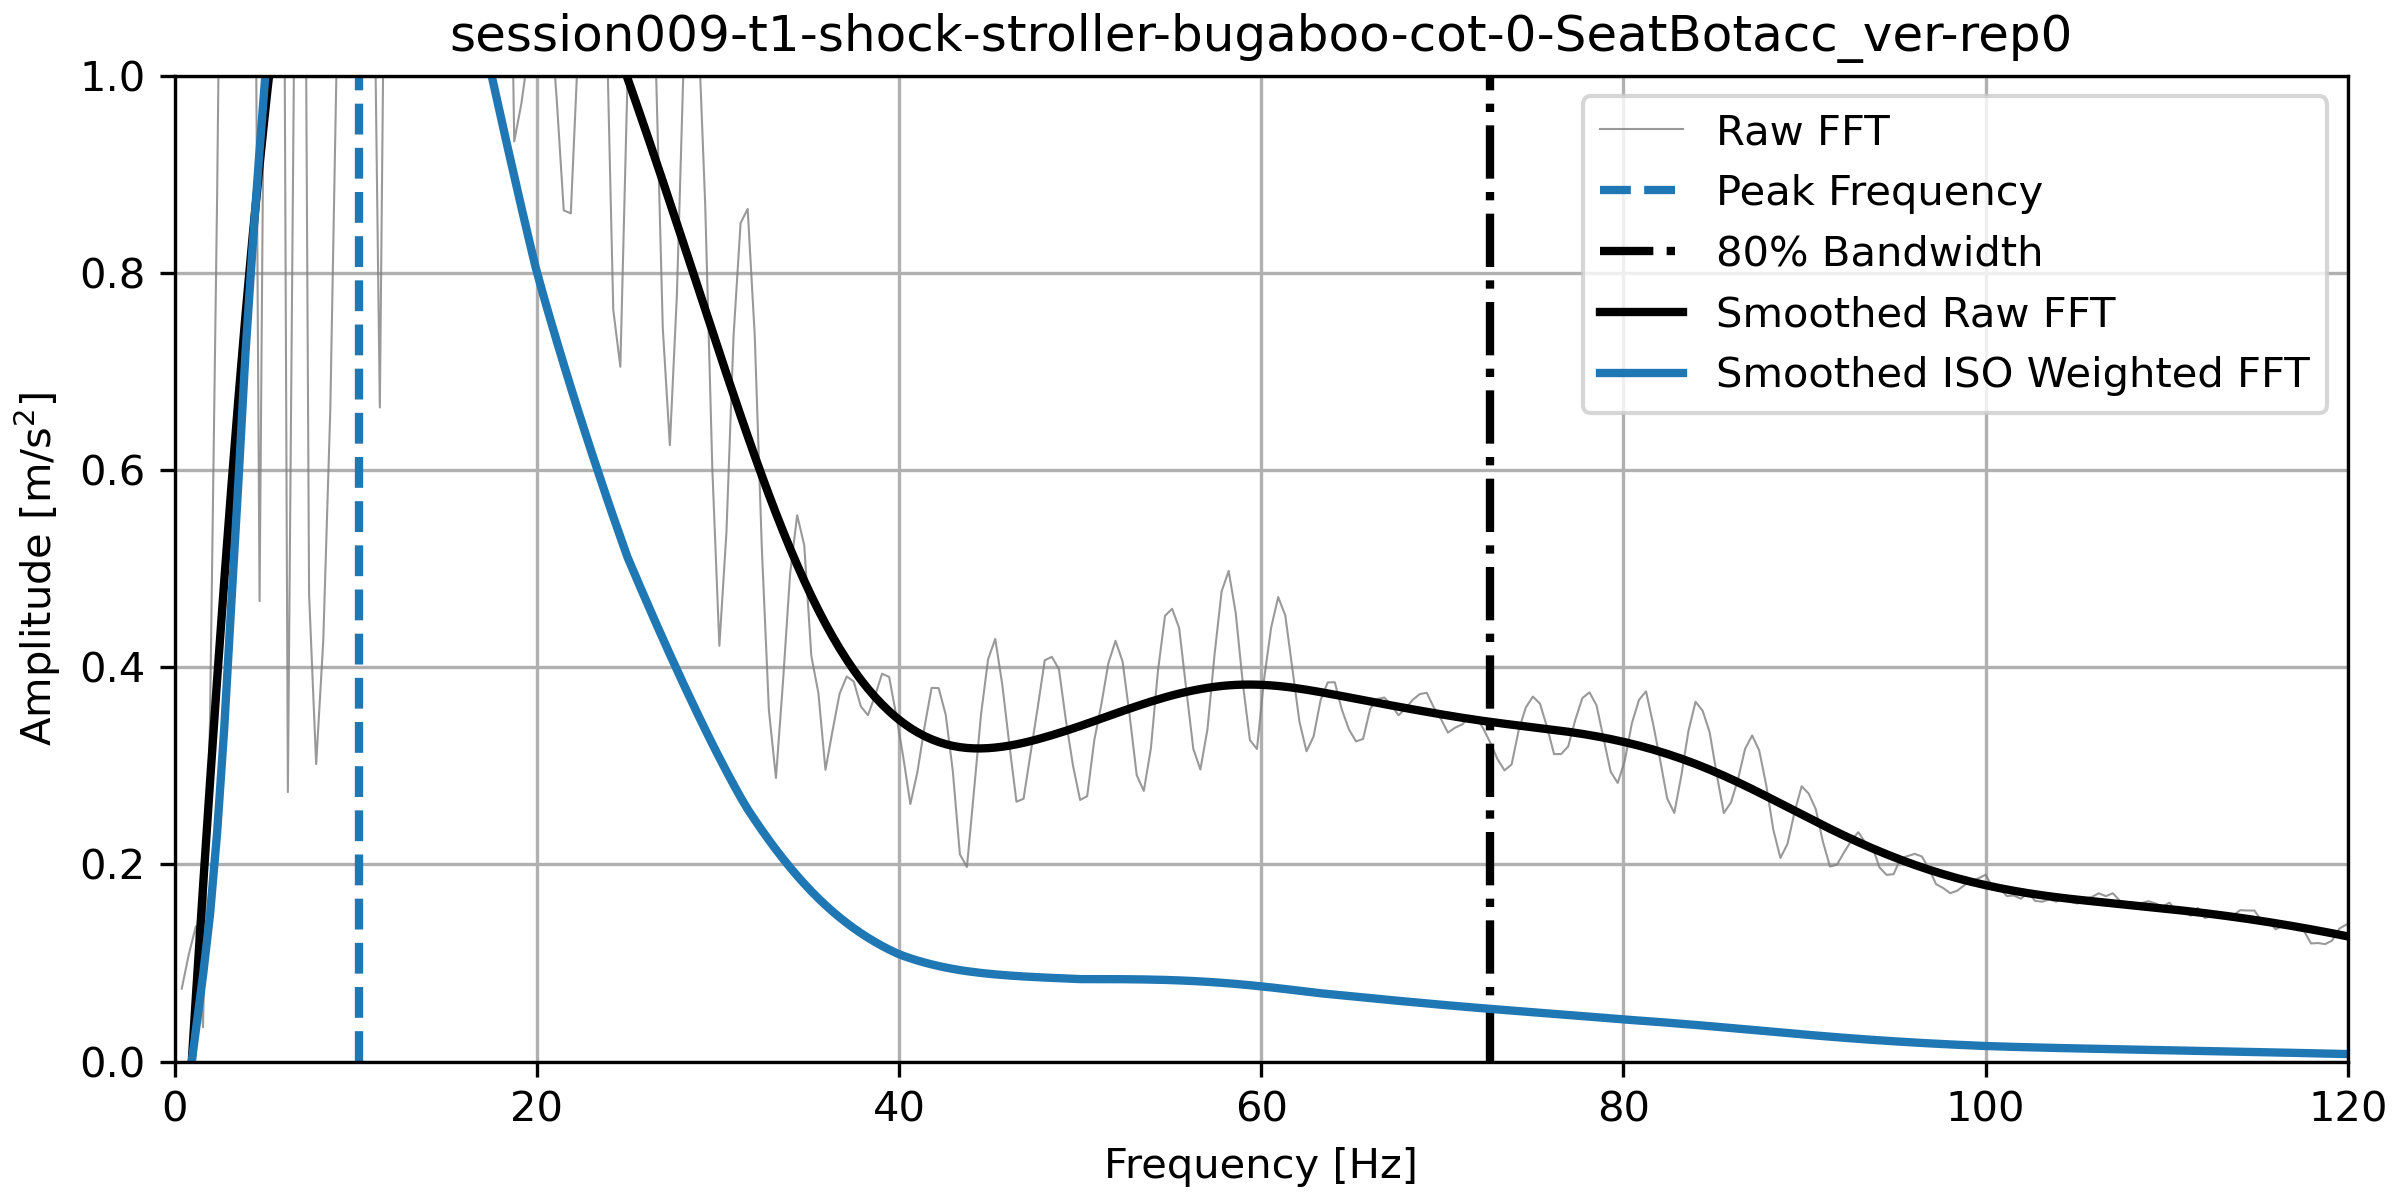 session009-t1-shock-stroller-bugaboo-cot-0-SeatBotacc_ver-rep0
1.0
0.8
0.6
0.4
0.2
0.0
Amplitude [m/s²]
Raw FFT
Peak Frequency
80% Bandwidth
Smoothed Raw FFT
Smoothed ISO Weighted FFT
0 20 40 60 80 100 120
Frequency [Hz]